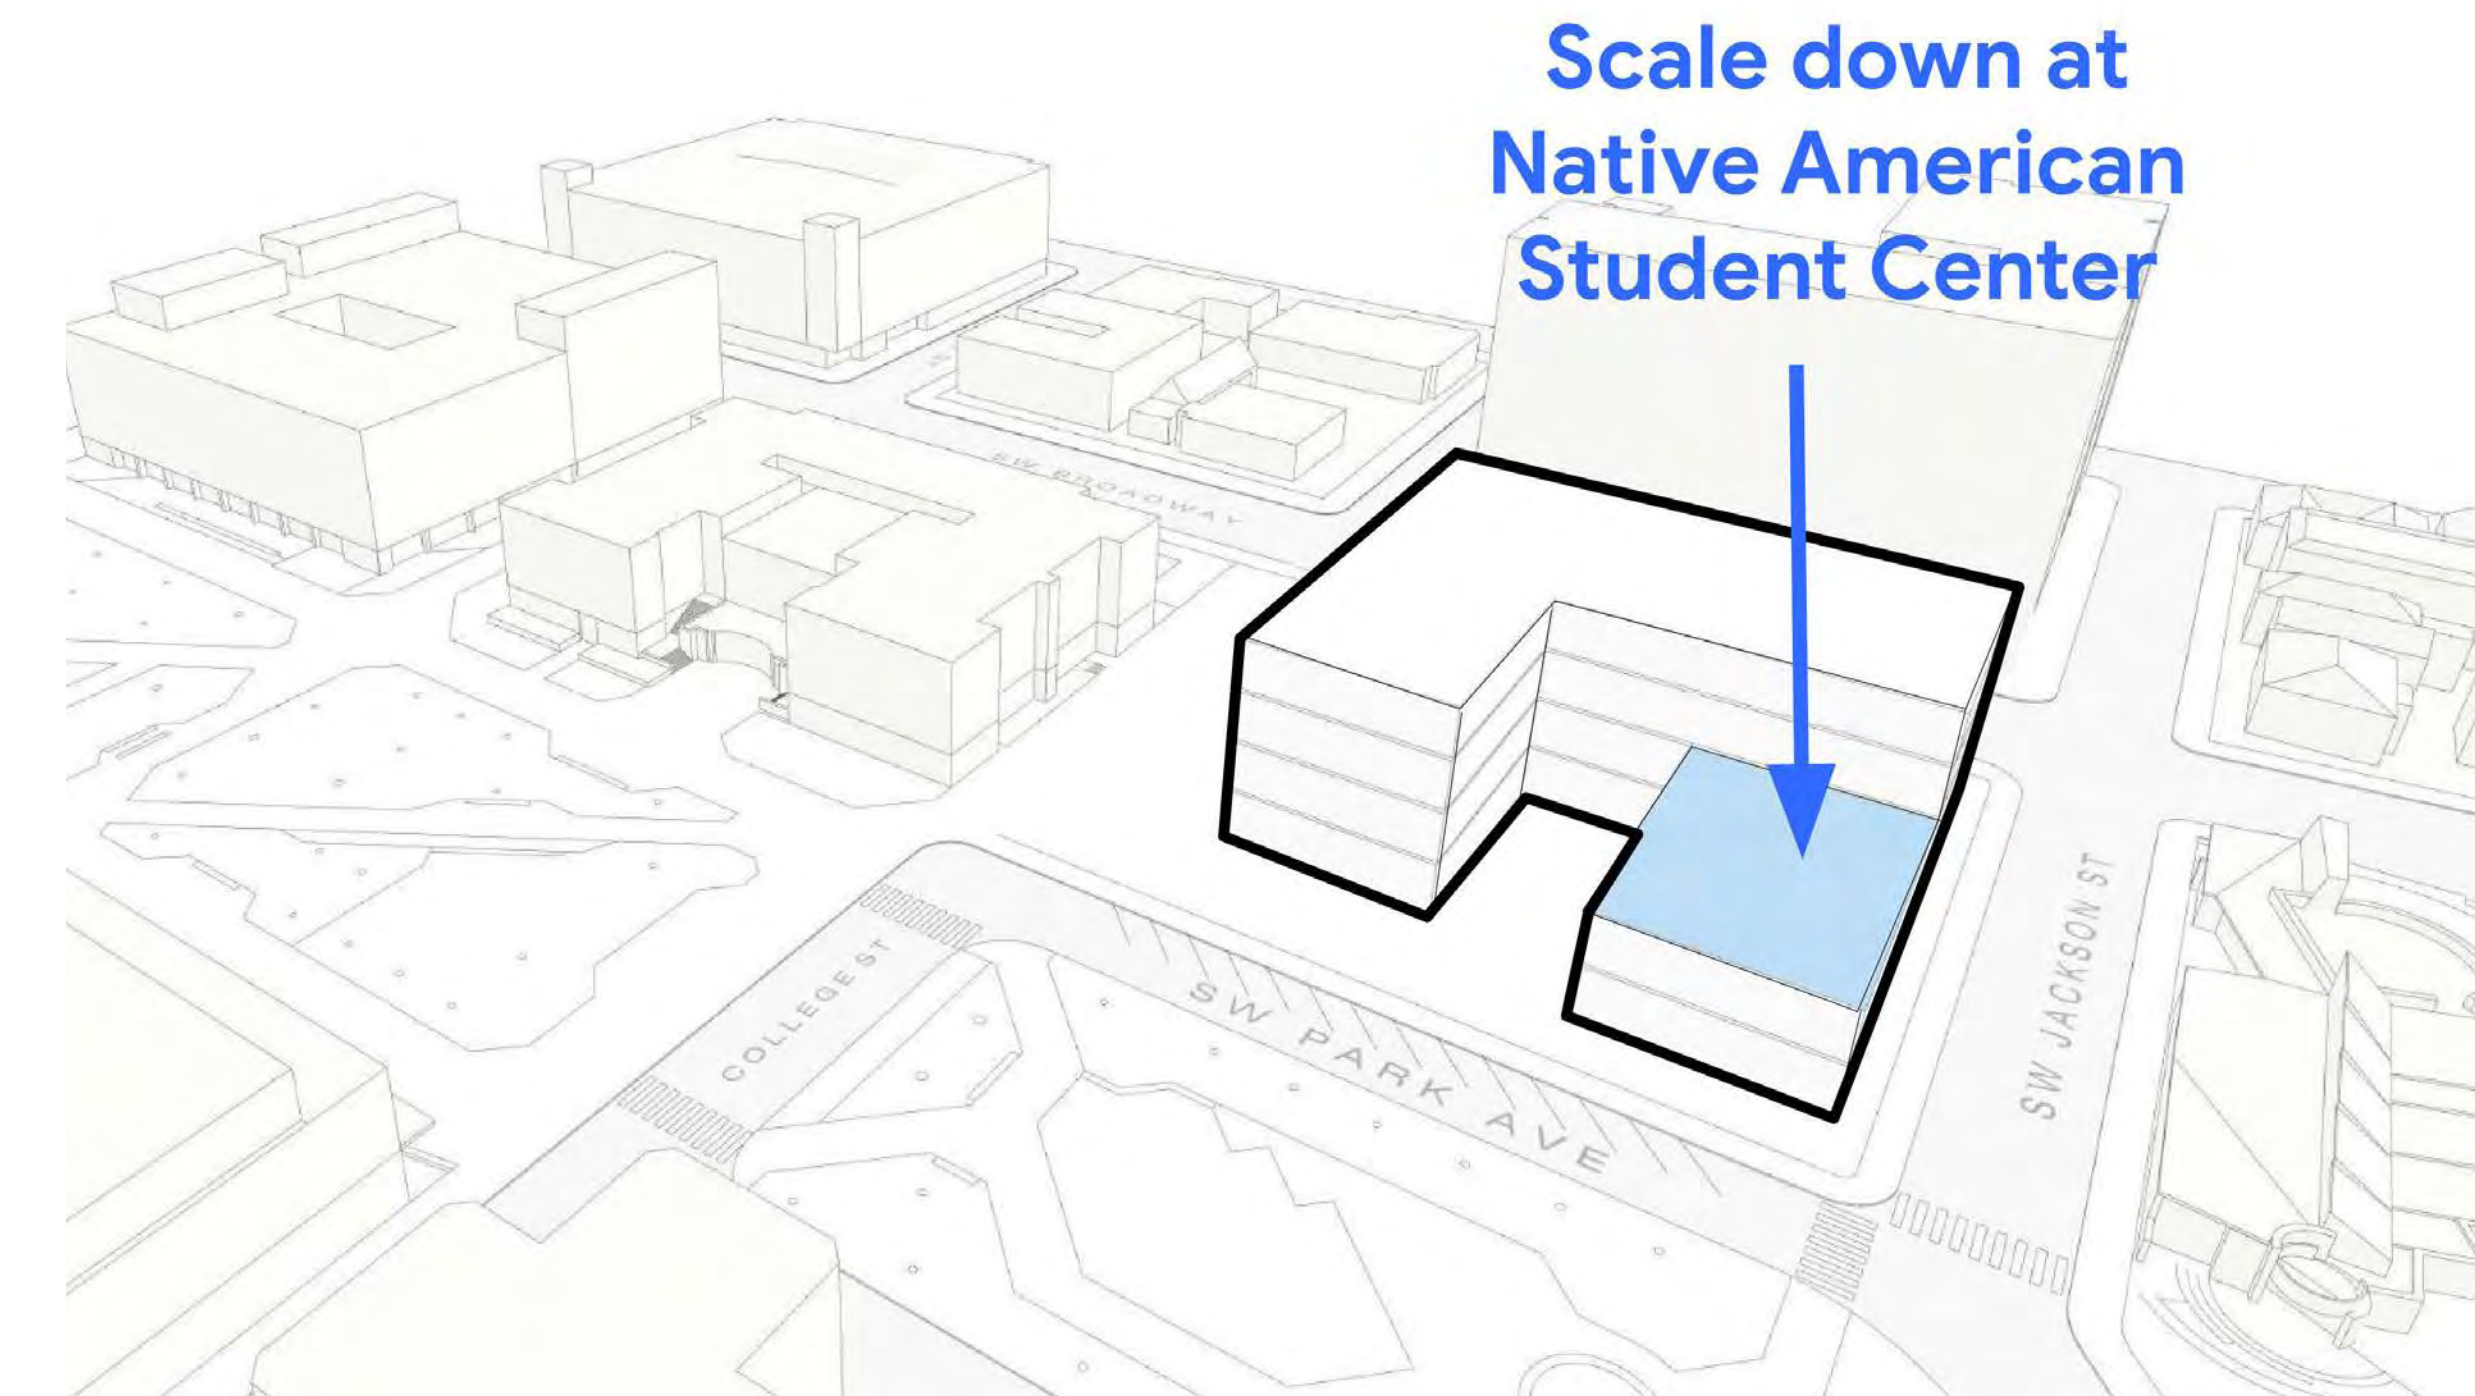 Scale down at
Native American
Student Center
SW BROADWAY
COLLEGE ST
SW PARK AVE
SW JACKSON ST